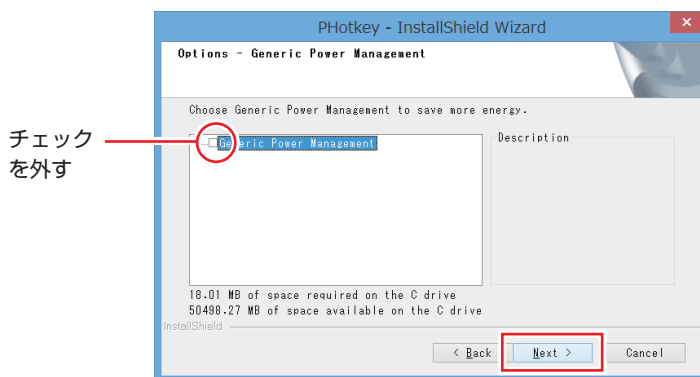 PHotkey - InstallShield Wizard
×
Options - Generic Power Management
Choose Generic Power Management to save more energy.
チェック
を外す
Generic Power Management
Description
18.01 MB of space required on the C drive
50498.27 MB of space available on the C drive
InstallShield
< Back
Next >
Cancel